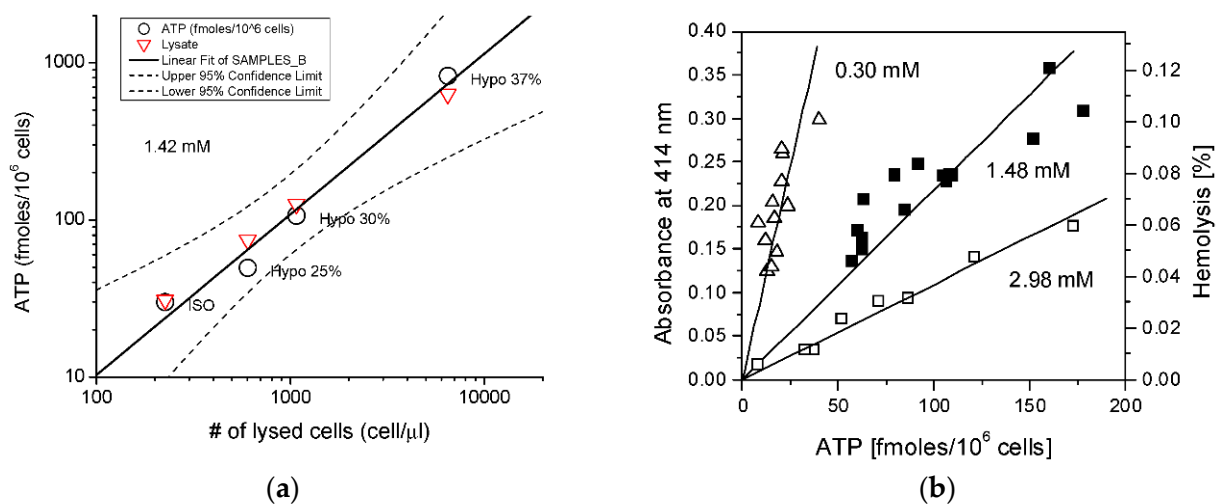 ATP (fmoles/10^6 cells)
Lysate
Linear Fit of SAMPLES_B
Upper 95% Confidence Limit
Lower 95% Confidence Limit
1.42 mM
Hypo 37%
Hypo 30%
Hypo 25%
ISO
1000
100
10
ATP (fmoles/10⁶ cells)
100
1000
10000
# of lysed cells (cell/μl)
(a)
0.40
0.35
0.30
0.25
0.20
0.15
0.10
0.05
0.00
Absorbance at 414 nm
0.30 mM
1.48 mM
2.98 mM
0.12
0.10
0.08
0.06
0.04
0.02
0.00
Hemolysis [%]
0
50
100
150
200
ATP [fmoles/10⁶ cells]
(b)